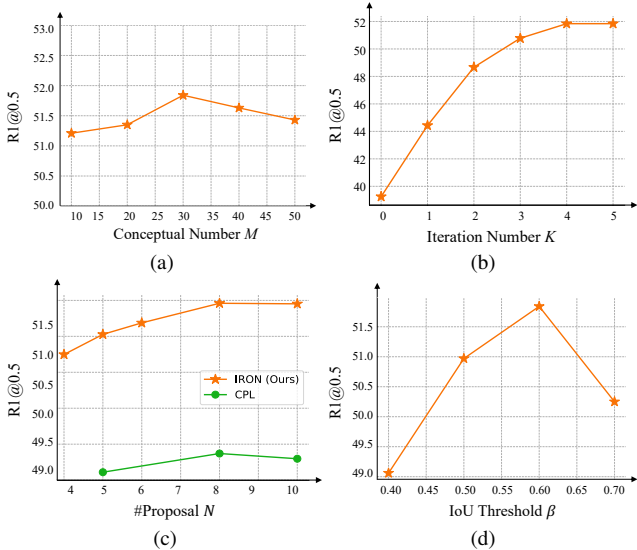 53.0
52.5
52.0
51.5
51.0
50.5
50.0
R1@0.5
10 15 20 25 30 35 40 45 50
Conceptual Number M
(a)
52
50
48
46
44
42
40
R1@0.5
0 1 2 3 4 5
Iteration Number K
(b)
51.5
51.0
50.5
50.0
49.5
49.0
R1@0.5
IRON (Ours)
CPL
4 5 6 7 8 9 10
#Proposal N
(c)
51.5
51.0
50.5
50.0
49.5
49.0
R1@0.5
0.40 0.45 0.50 0.55 0.60 0.65 0.70
IoU Threshold β
(d)